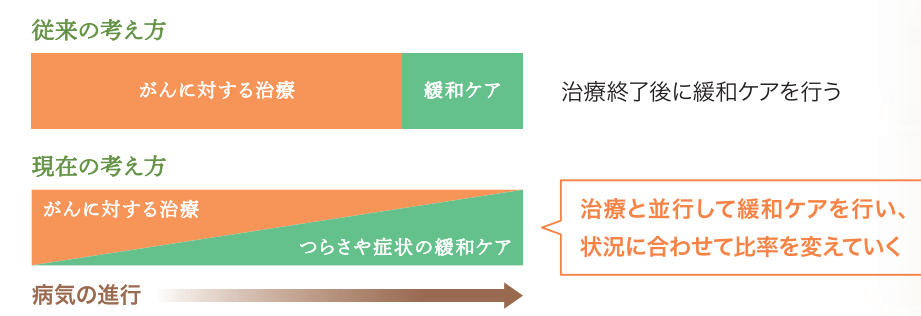 従来の考え方
がんに対する治療
緩和ケア
治療終了後に緩和ケアを行う
現在の考え方
がんに対する治療
つらさや症状の緩和ケア
治療と並行して緩和ケアを行い、
状況に合わせて比率を変えていく
病気の進行